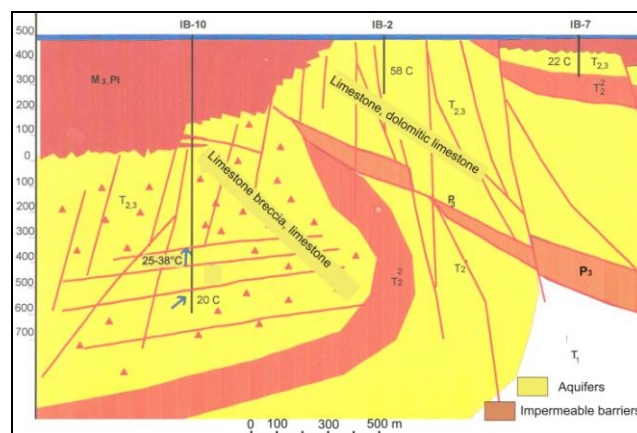 IB-10 IB-2 IB-7
500
400
300
200
100
0
100
200
300
400
500
600
700
M₃,Pl
58 C
22 C
T₂,₃
T₂²
Limestone, dolomitic limestone
T₂,₃
Limestone breccia, limestone
T₂,₃
P₃
25-38°C
20 C
T₂²
T₂
P₃
T₁
Aquifers
Impermeable barriers
0 100 300 500 m